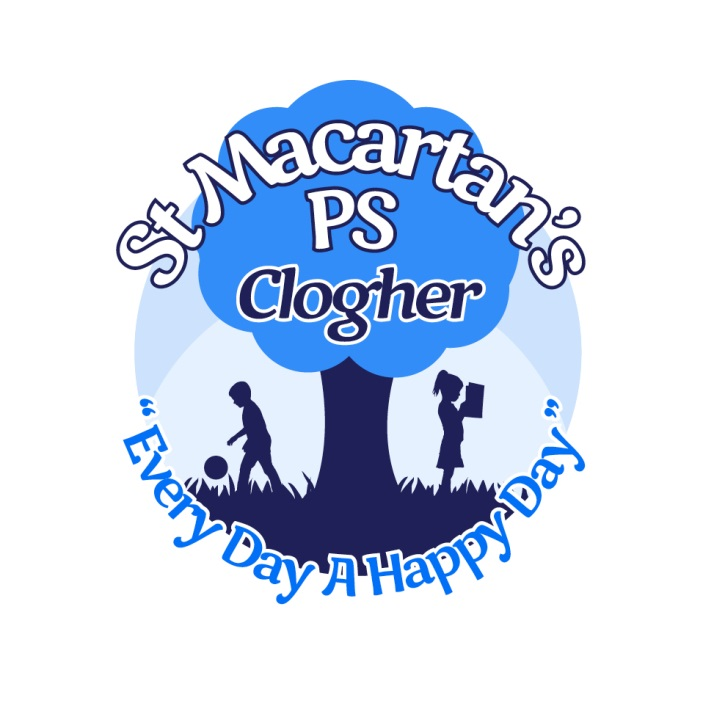 St Macartan's
PS
Clogher
“Every Day A Happy Day”